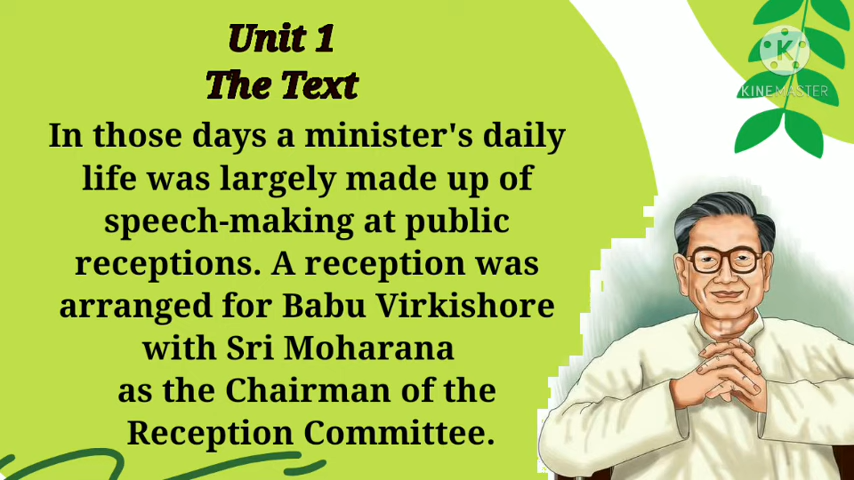 Unit 1
The Text
In those days a minister's daily
life was largely made up of
speech-making at public
receptions. A reception was
arranged for Babu Virkishore
with Sri Moharana
as the Chairman of the
Reception Committee.
K
KINEMASTER